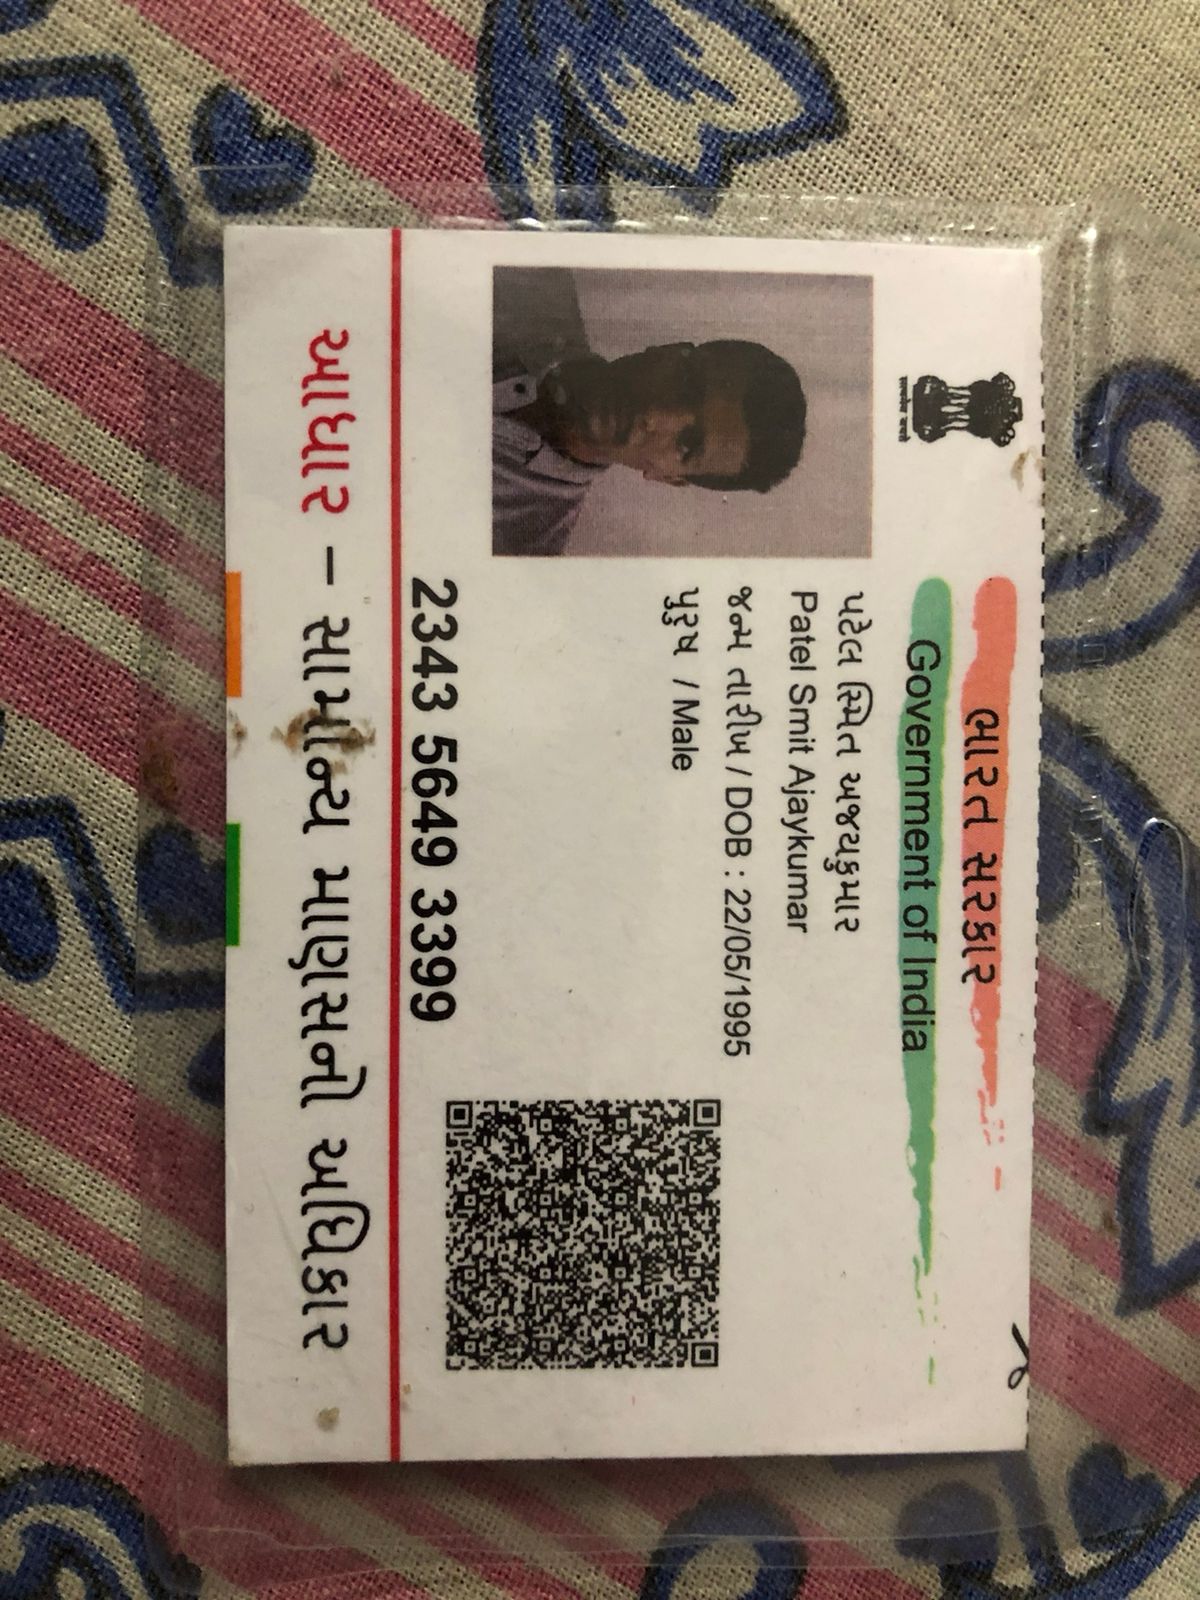 ભારત સરકાર
Government of India
પટેલ સ્મિત અજયકુમાર
Patel Smit Ajaykumar
જન્મ તારીખ / DOB : 22/05/1995
પુરુષ / Male
2343 5649 3399
આધાર – સામાન્ય માણસનો અધિકાર